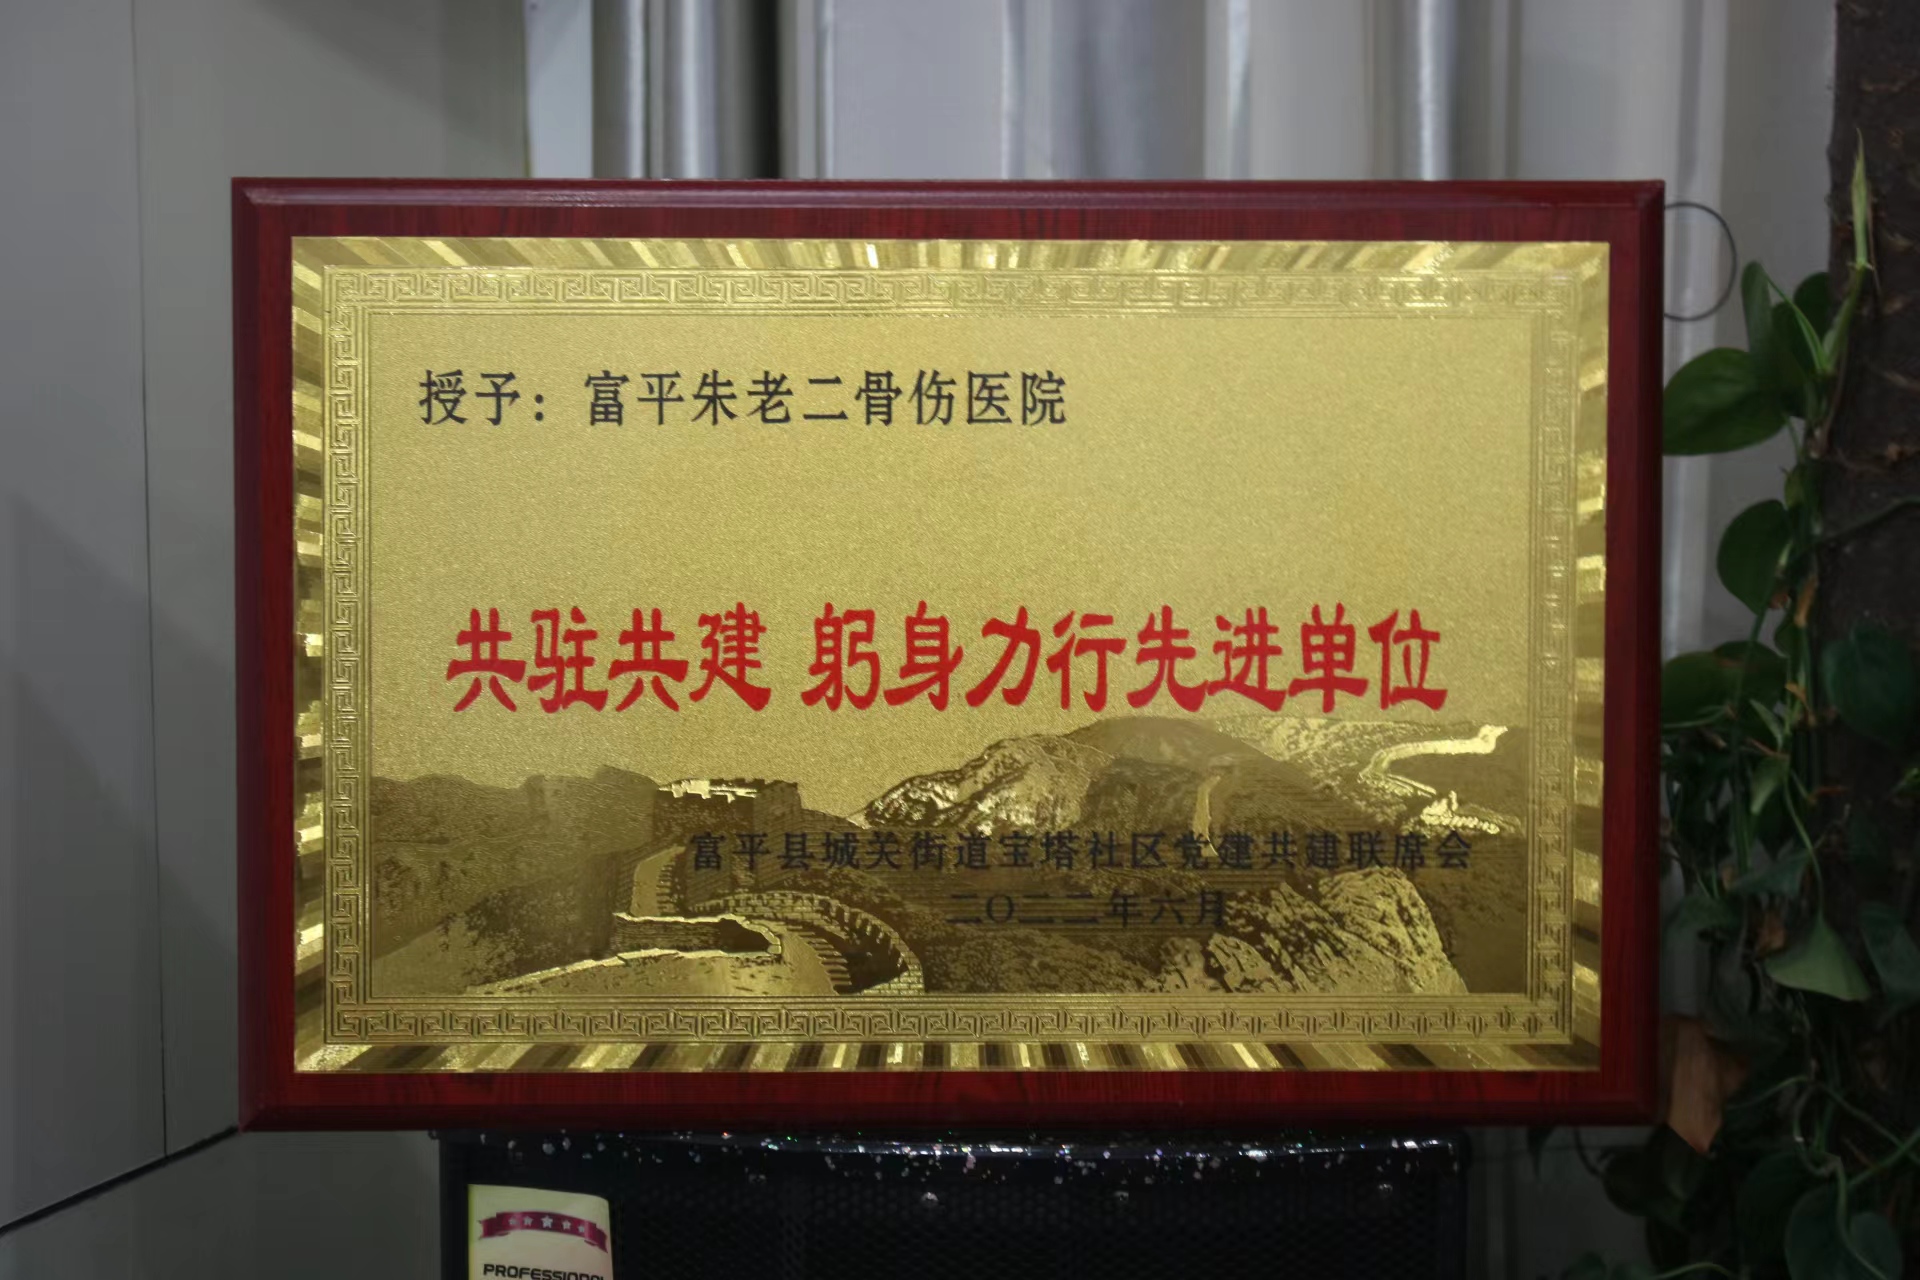 授予：富平朱老二骨伤医院
共驻共建 躬身力行先进单位
富平县城关街道宝塔社区党建共建联席会
二〇二二年六月
PROFESSIONAL